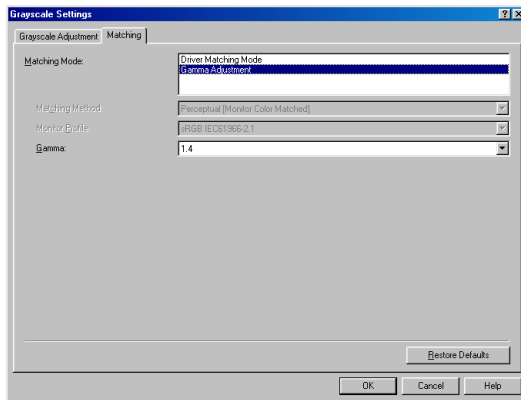 Grayscale Settings
Grayscale Adjustment Matching
Matching Mode: Driver Matching Mode
Gamma Adjustment
Matching Method: Perceptual [Monitor Color Matched]
Monitor Profile: sRGB IEC61966-2.1
Gamma: 1.4
Restore Defaults
OK Cancel Help